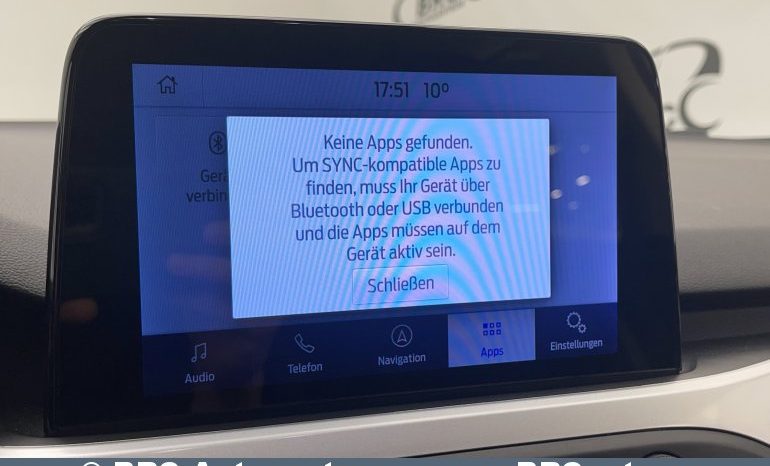 17:51 10°
Keine Apps gefunden.
Um SYNC-kompatible Apps zu
finden, muss Ihr Gerät über
Bluetooth oder USB verbunden
und die Apps müssen auf dem
Gerät aktiv sein.
Schließen
Audio
Telefon
Navigation
Apps
Einstellungen